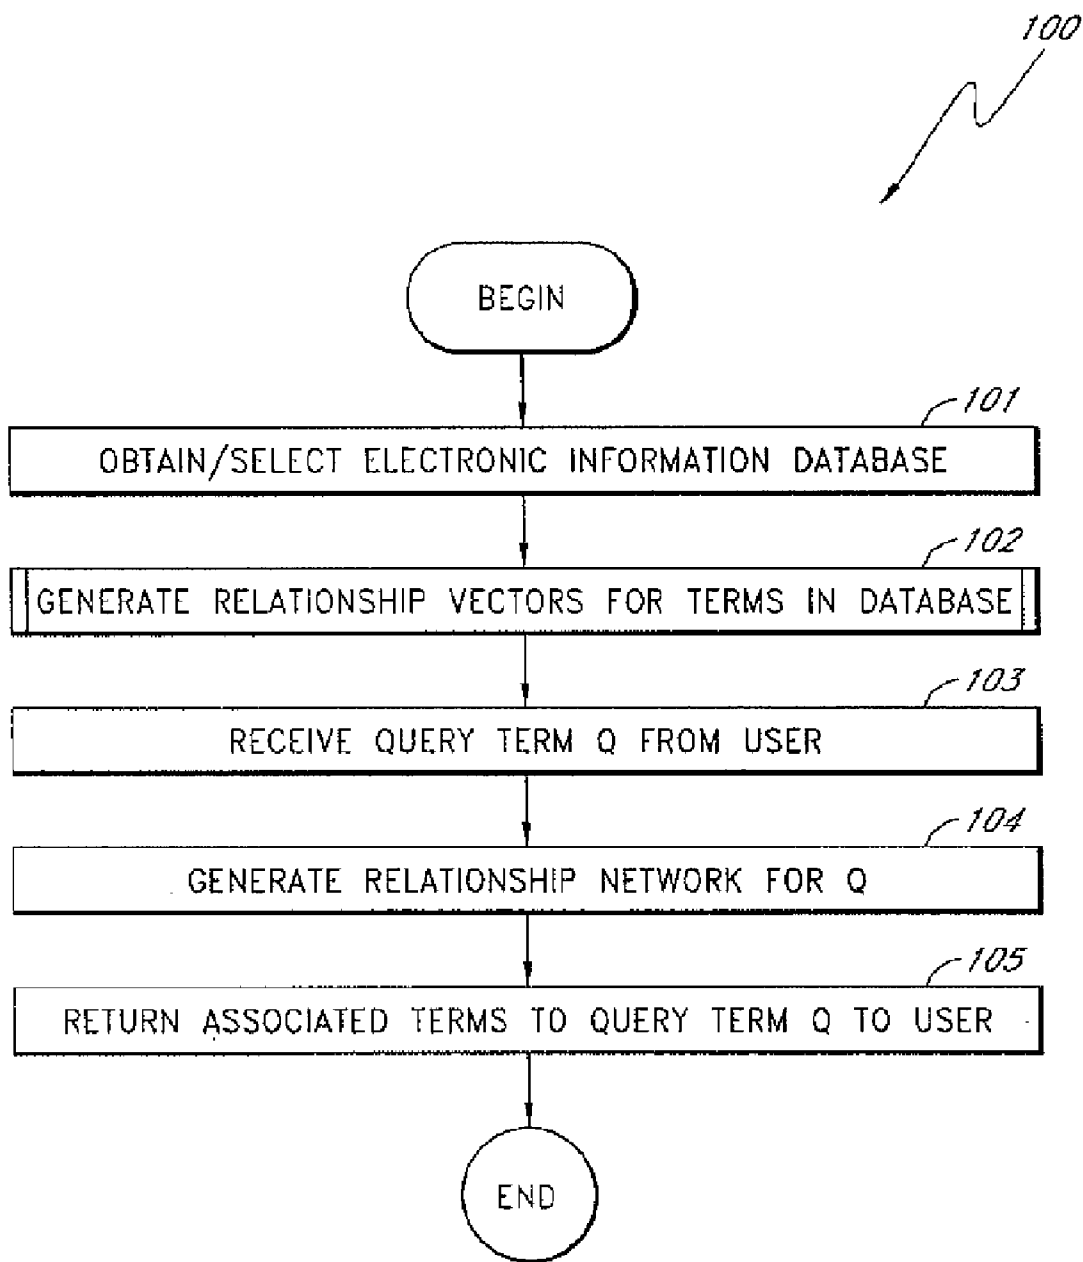 100
BEGIN
101
OBTAIN/SELECT ELECTRONIC INFORMATION DATABASE
102
GENERATE RELATIONSHIP VECTORS FOR TERMS IN DATABASE
103
RECEIVE QUERY TERM Q FROM USER
104
GENERATE RELATIONSHIP NETWORK FOR Q
105
RETURN ASSOCIATED TERMS TO QUERY TERM Q TO USER
END